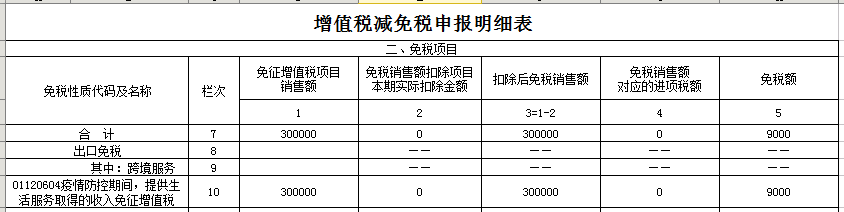 增值税减免税申报明细表
二、免税项目
免税性质代码及名称 栏次 免征增值税项目 免税销售额扣除项目 扣除后免税销售额 免税销售额 免税额
销售额 本期实际扣除金额 对应的进项税额
1 2 3=1-2 4 5
合 计 7 300000 0 300000 0 9000
出口免税 8 —— —— —— ——
其中：跨境服务 9 —— —— —— ——
01120604疫情防控期间，提供生
活服务取得的收入免征增值税 10 300000 0 300000 0 9000